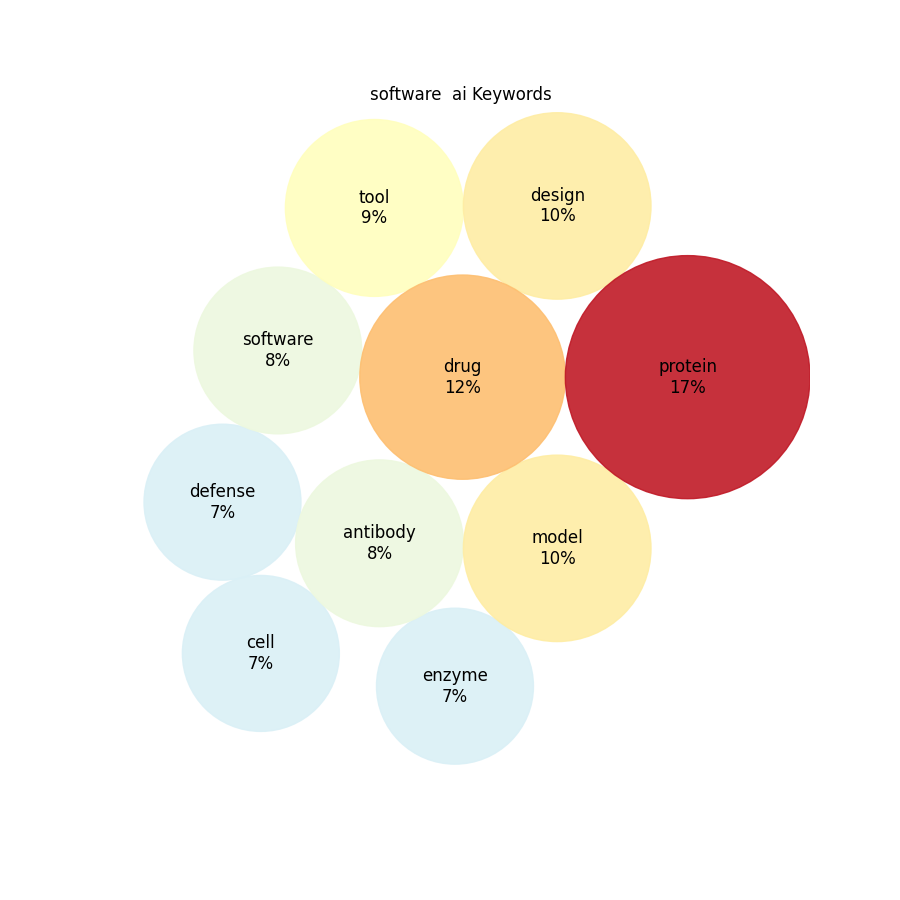 software  ai Keywords
tool
9%
design
10%
software
8%
drug
12%
protein
17%
defense
7%
antibody
8%
model
10%
cell
7%
enzyme
7%